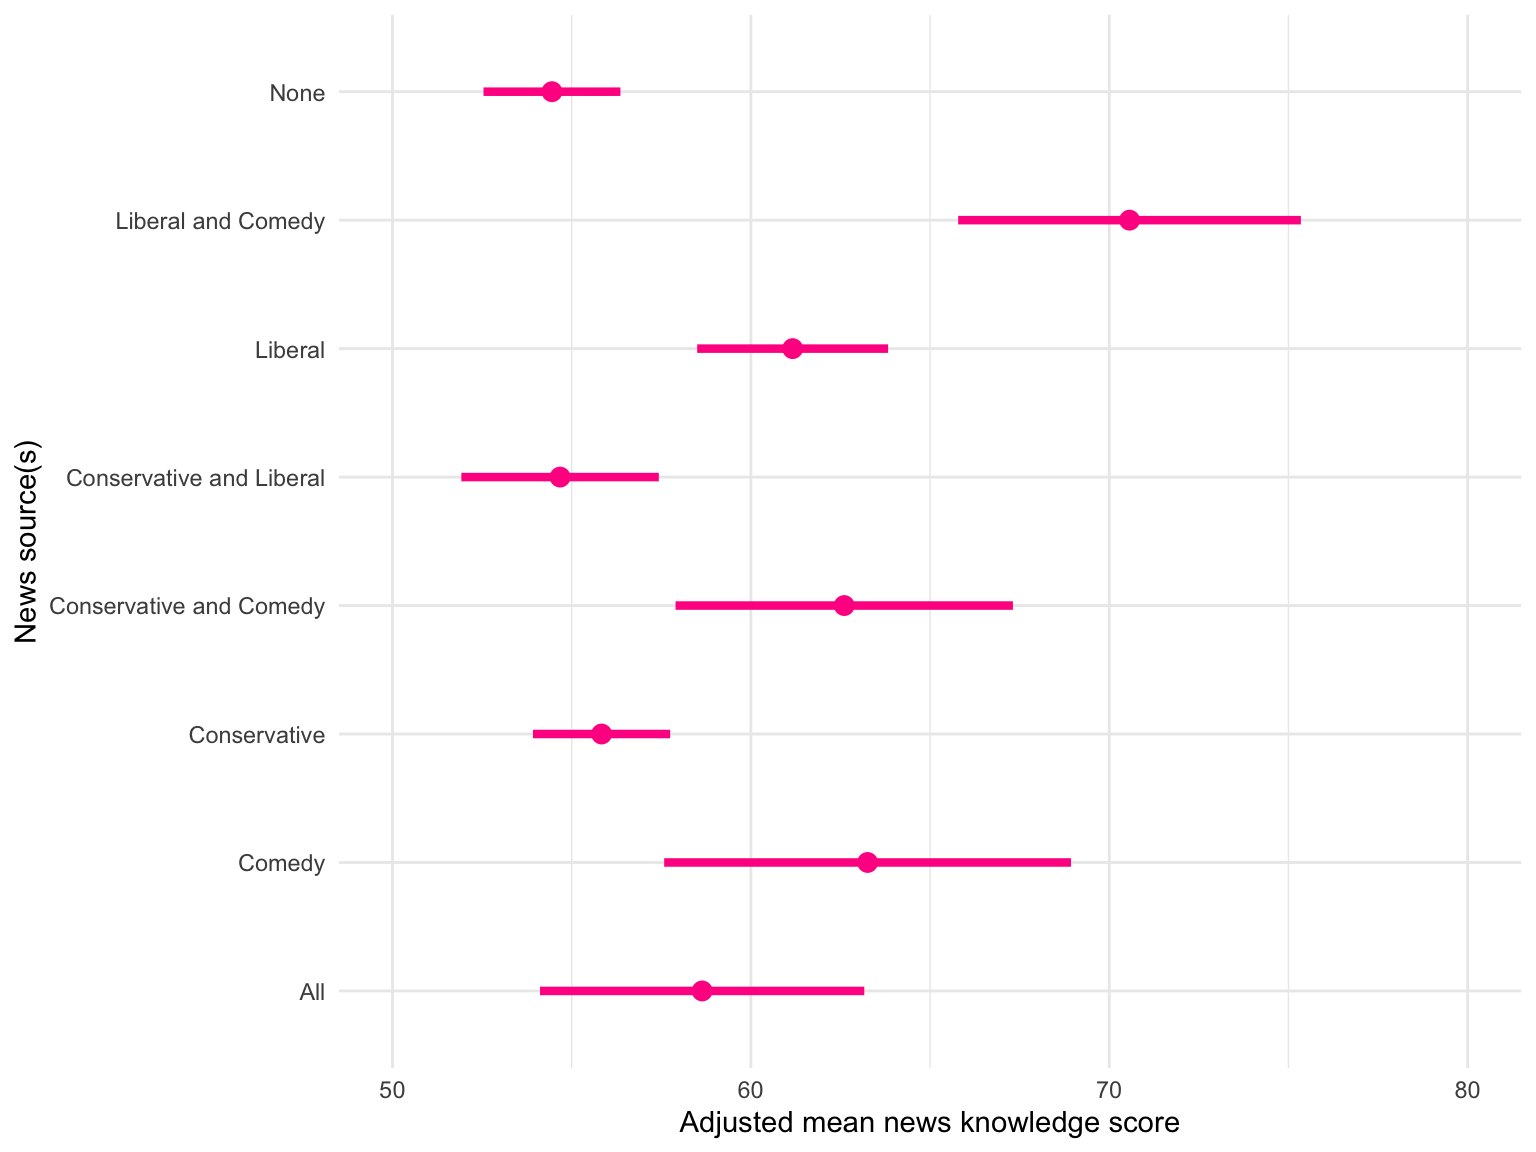 News source(s)
None
Liberal and Comedy
Liberal
Conservative and Liberal
Conservative and Comedy
Conservative
Comedy
All
50 60 70 80
Adjusted mean news knowledge score